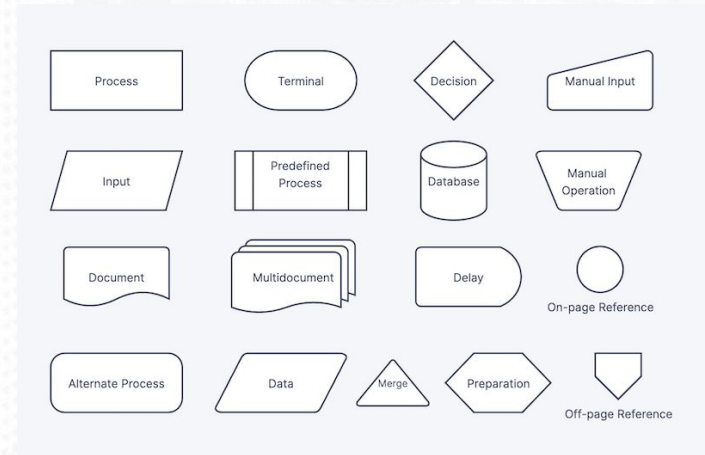 Process
Terminal
Decision
Manual Input
Input
Predefined
Process
Database
Manual
Operation
Document
Multidocument
Delay
On-page Reference
Alternate Process
Data
Merge
Preparation
Off-page Reference